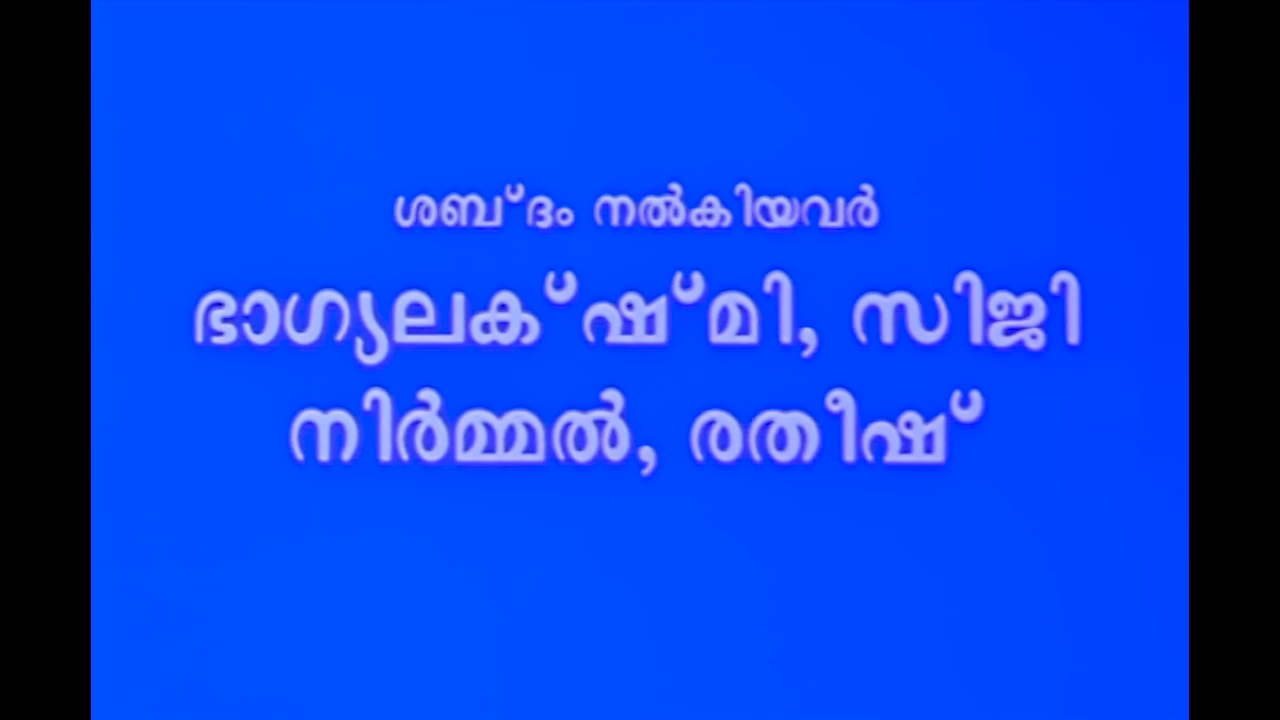 ശബ്ദം നൽകിയവർ
ഭാഗ്യലക്ഷ്മി, സിജി
നിർമ്മൽ, രതീഷ്